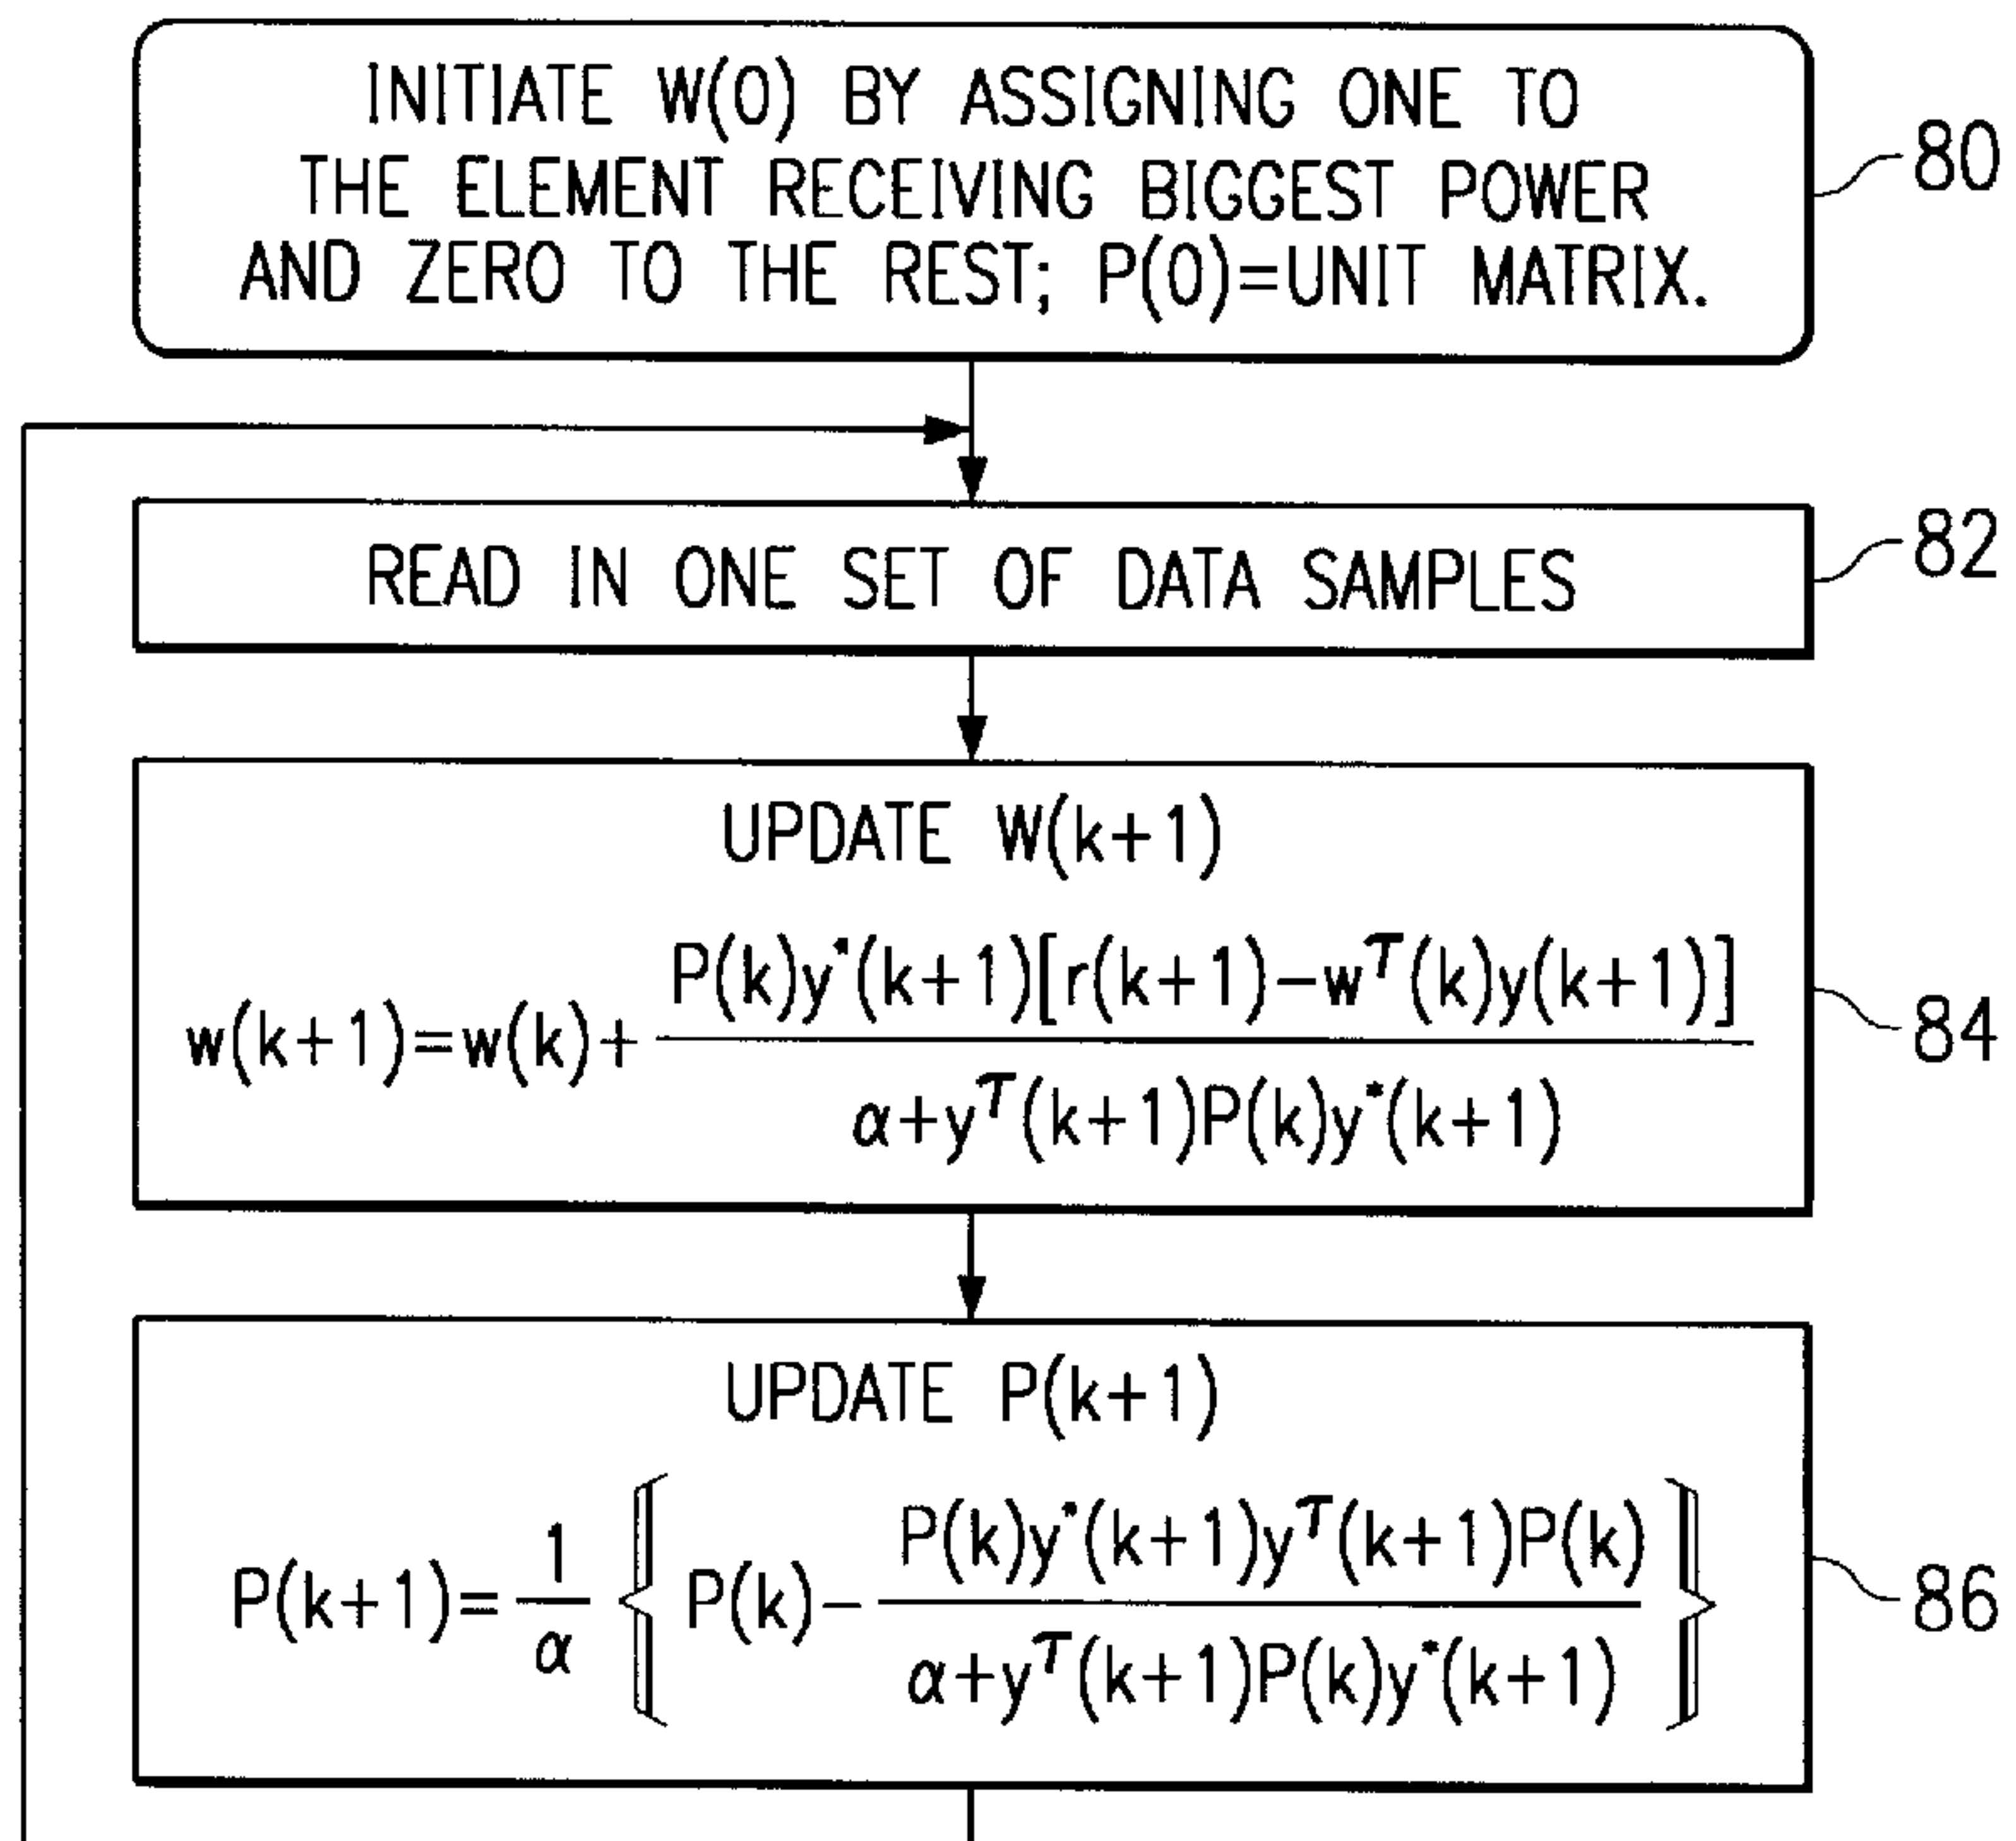 INITIATE W(0) BY ASSIGNING ONE TO
THE ELEMENT RECEIVING BIGGEST POWER
AND ZERO TO THE REST; P(0)=UNIT MATRIX.
80
READ IN ONE SET OF DATA SAMPLES
82
UPDATE W(k+1)
w(k+1)=w(k)+ P(k)y*(k+1)[r(k+1)-w^T(k)y(k+1)]
α+y^T(k+1)P(k)y*(k+1)
84
UPDATE P(k+1)
P(k+1)= 1/α { P(k)- P(k)y*(k+1)y^T(k+1)P(k)
α+y^T(k+1)P(k)y*(k+1) }
86